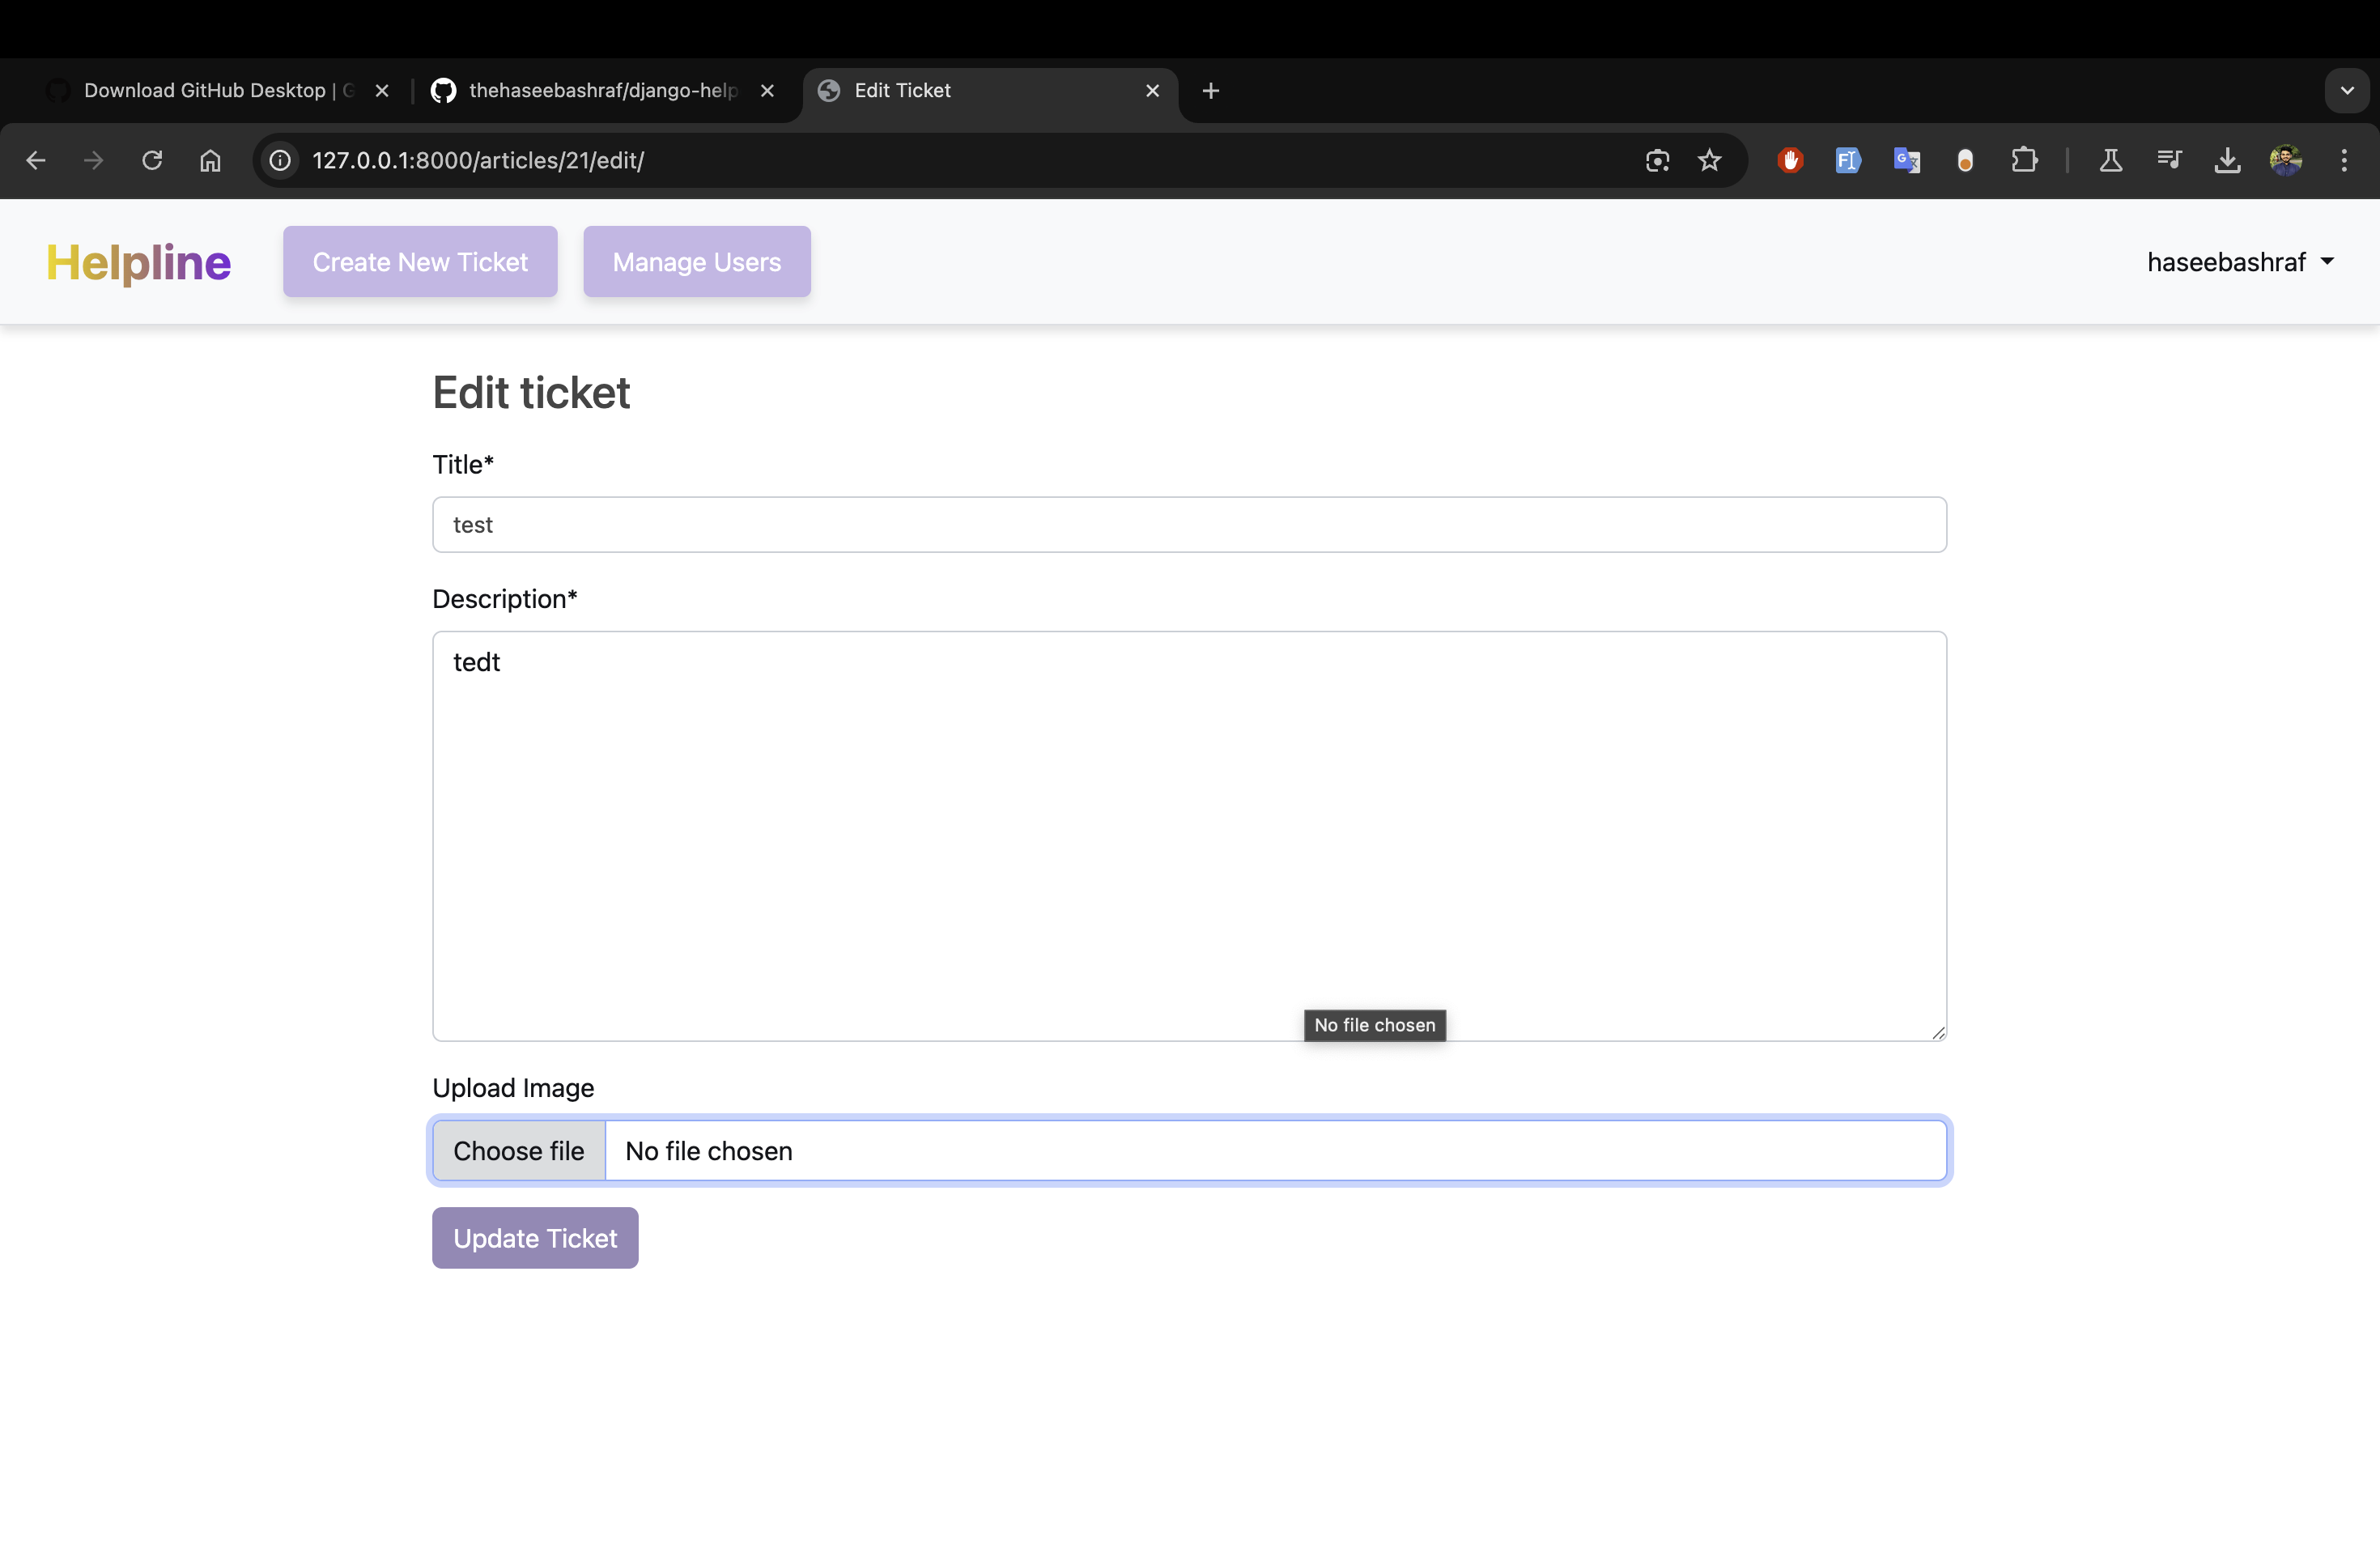 Download GitHub Desktop | G
thehaseebashraf/django-help
Edit Ticket
127.0.0.1:8000/articles/21/edit/
Helpline
Create New Ticket
Manage Users
haseebashraf
Edit ticket
Title*
test
Description*
tedt
No file chosen
Upload Image
Choose file No file chosen
Update Ticket